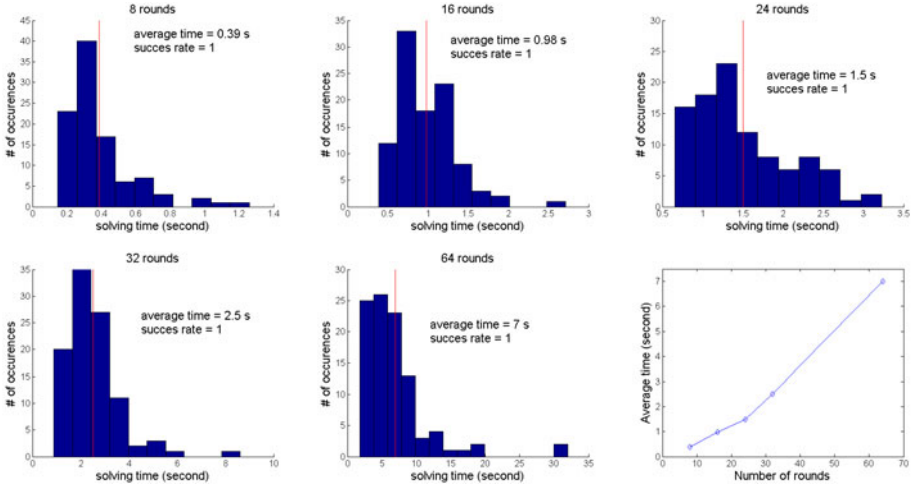 8 rounds
45
40
35
30
25
20
15
10
5
0
# of occurences
average time = 0.39 s
succes rate = 1
0 0.2 0.4 0.6 0.8 1 1.2 1.4
solving time (second)
16 rounds
35
30
25
20
15
10
5
0
# of occurences
average time = 0.98 s
succes rate = 1
0 0.5 1 1.5 2 2.5 3
solving time (second)
24 rounds
30
25
20
15
10
5
0
# of occurences
average time = 1.5 s
succes rate = 1
0.5 1 1.5 2 2.5 3 3.5
solving time (second)
32 rounds
35
30
25
20
15
10
5
0
# of occurences
average time = 2.5 s
succes rate = 1
0 2 4 6 8 10
solving time (second)
64 rounds
30
25
20
15
10
5
0
# of occurences
average time = 7 s
succes rate = 1
0 5 10 15 20 25 30 35
solving time (second)
7
6
5
4
3
2
1
0
Average time (second)
0 10 20 30 40 50 60 70
Number of rounds